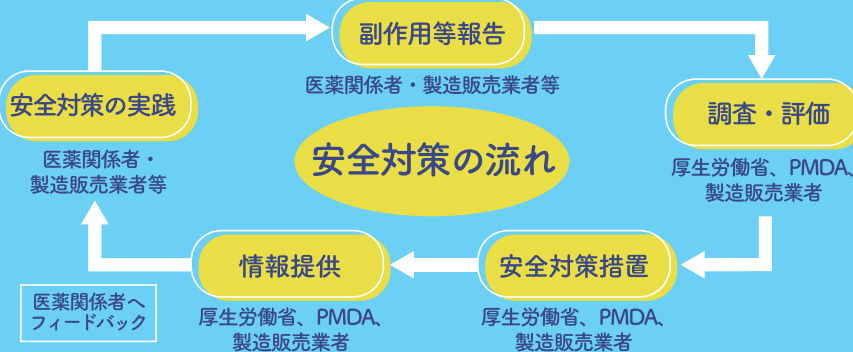 副作用等報告
医薬関係者・製造販売業者等
安全対策の実践
医薬関係者・
製造販売業者等
調査・評価
厚生労働省、PMDA、
製造販売業者
安全対策の流れ
情報提供
厚生労働省、PMDA、
製造販売業者
安全対策措置
厚生労働省、PMDA、
製造販売業者
医薬関係者へ
フィードバック